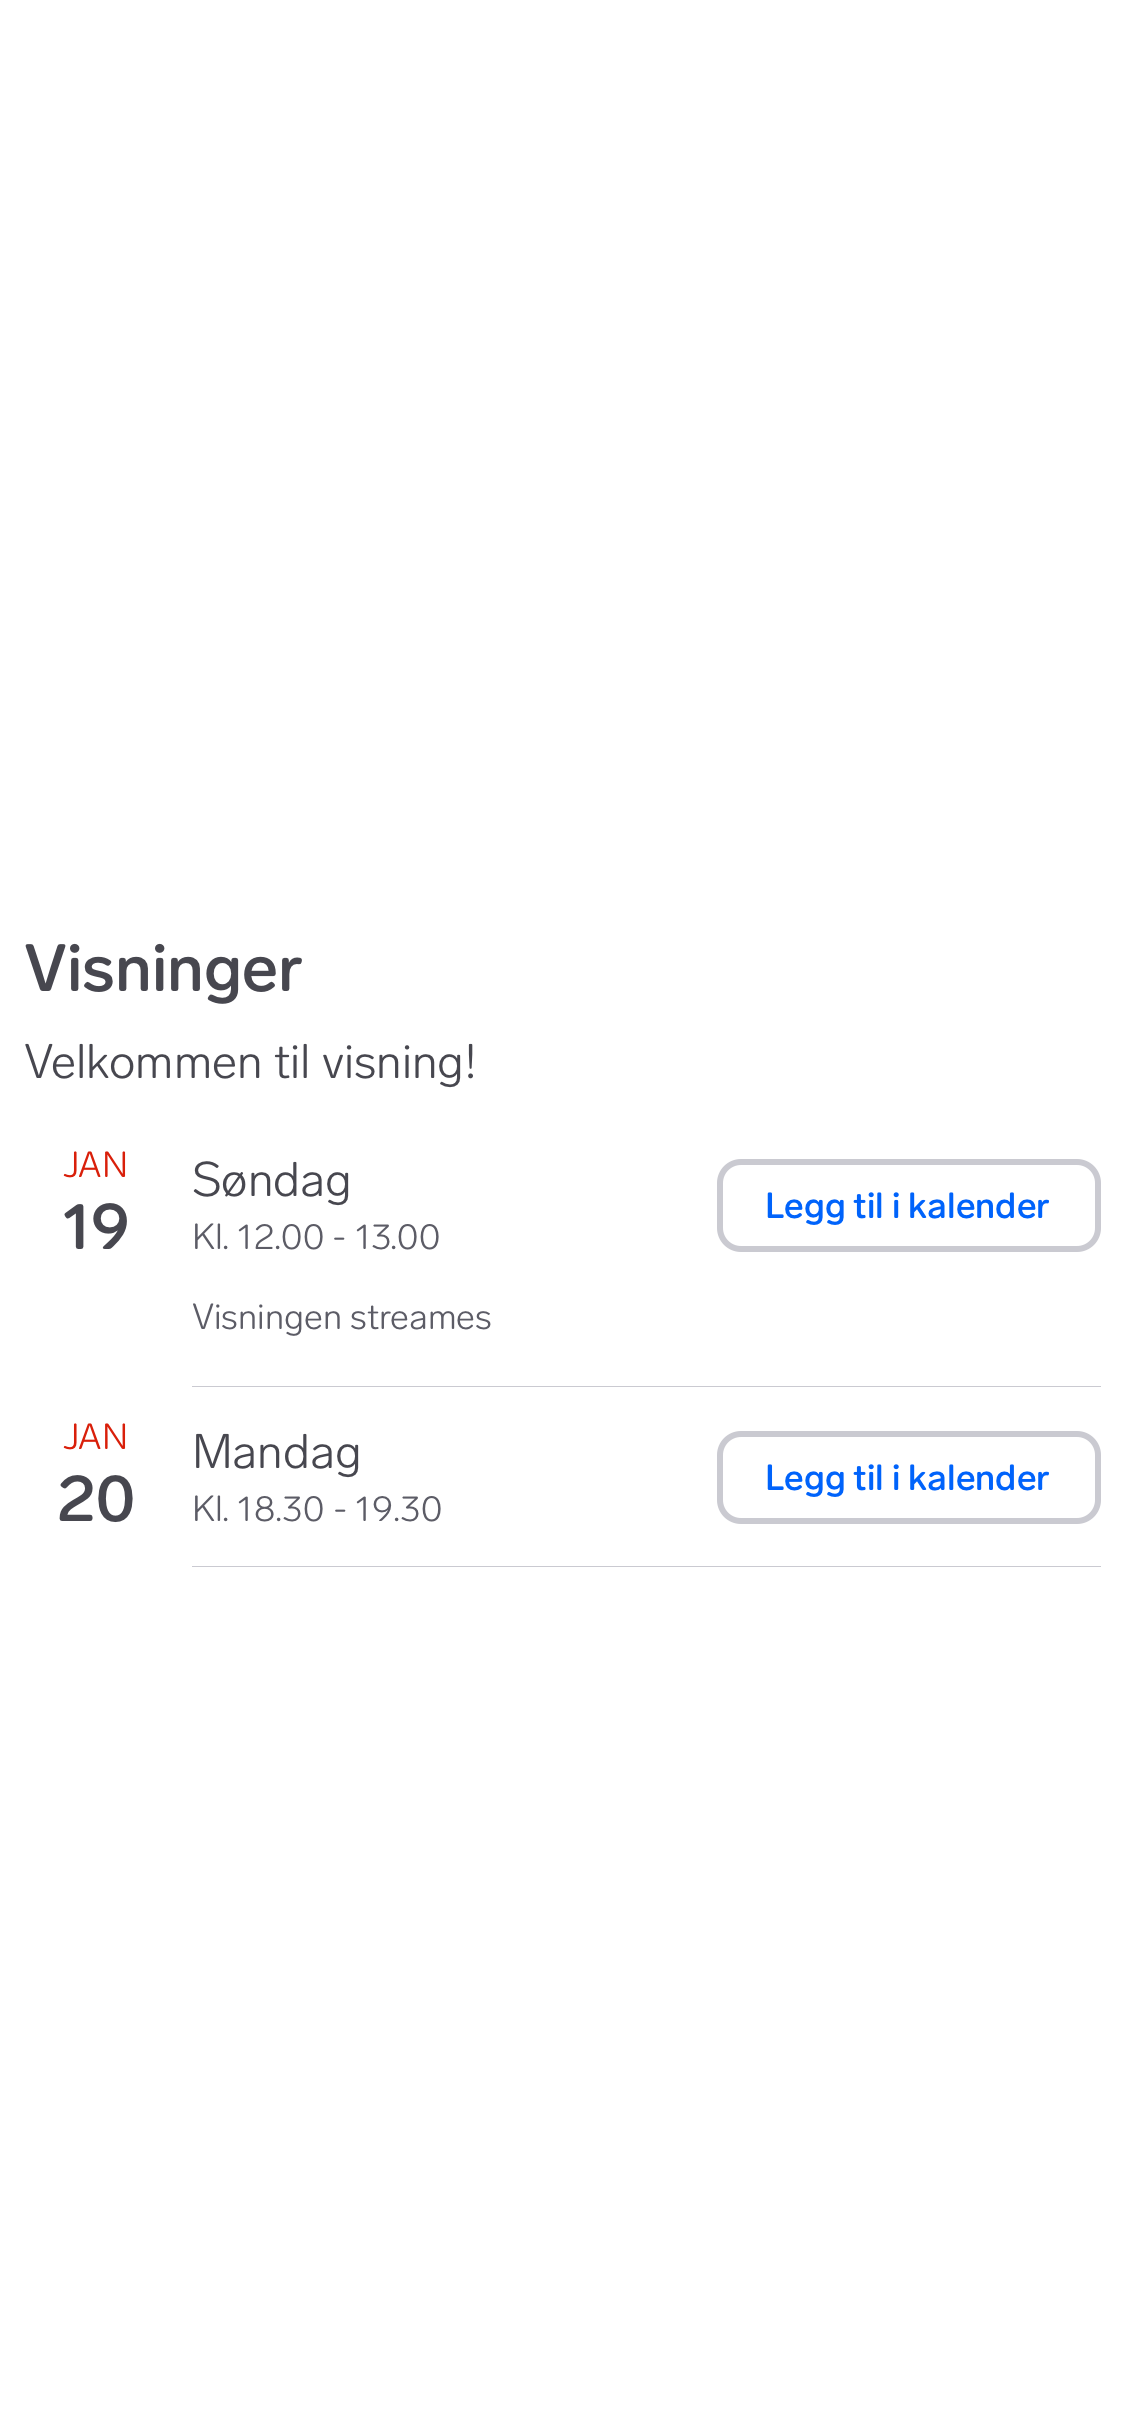 Visninger
Velkommen til visning!
JAN
19
Søndag
Kl. 12.00 - 13.00
Legg til i kalender
Visningen streames
JAN
20
Mandag
Kl. 18.30 - 19.30
Legg til i kalender